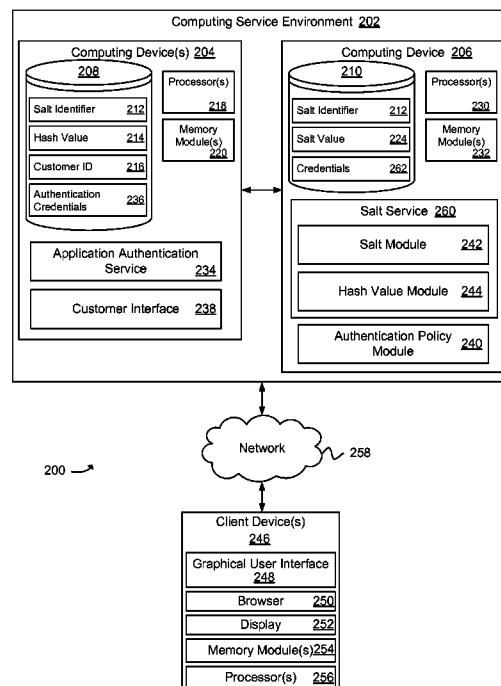 Computing Service Environment 202
Computing Device(s) 204
208
Salt Identifier 212
Hash Value 214
Customer ID 216
Authentication
Credentials 236
Processor(s)
218
Memory
Module(s)
220
Application Authentication
Service 234
Customer Interface 238
Computing Device 206
210
Salt Identifier 212
Salt Value 224
Credentials 262
Processor(s)
230
Memory
Module(s)
232
Salt Service 260
Salt Module 242
Hash Value Module 244
Authentication Policy
Module 240
Network
258
200
Client Device(s)
246
Graphical User Interface
248
Browser 250
Display 252
Memory Module(s) 254
Processor(s) 256